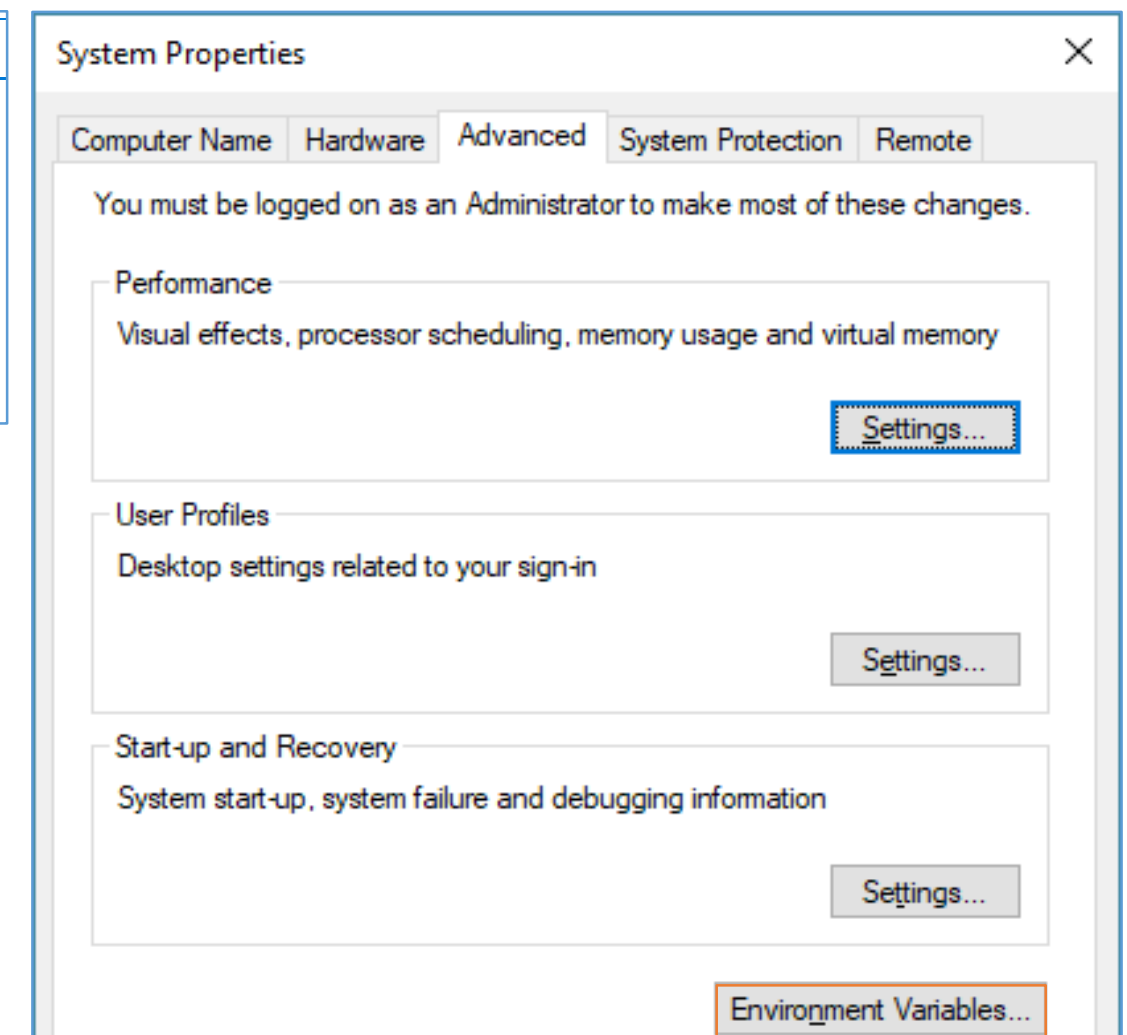 System Properties
Computer Name Hardware Advanced System Protection Remote
You must be logged on as an Administrator to make most of these changes.
Performance
Visual effects, processor scheduling, memory usage and virtual memory
Settings...
User Profiles
Desktop settings related to your sign-in
Settings...
Start-up and Recovery
System start-up, system failure and debugging information
Settings...
Environment Variables...